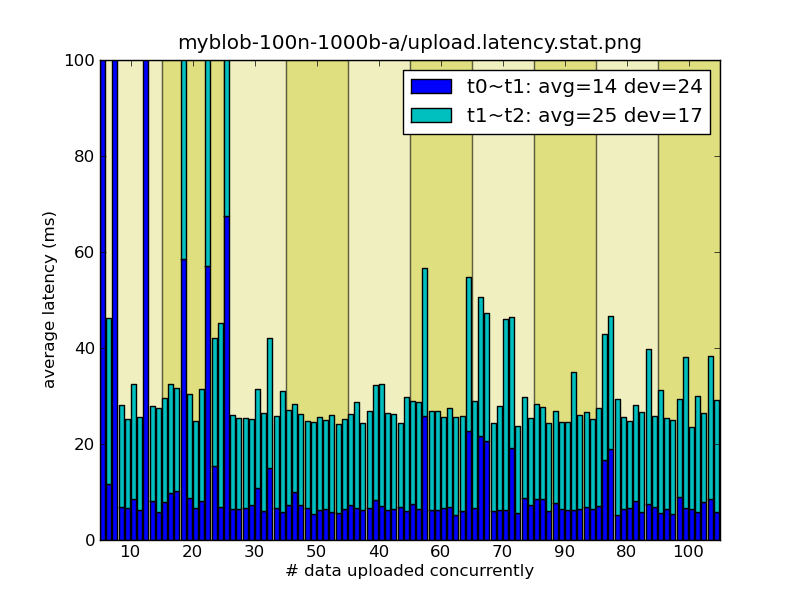 myblob-100n-1000b-a/upload.latency.stat.png
t0~t1: avg=14 dev=24
t1~t2: avg=25 dev=17
average latency (ms)
100
80
60
40
20
0
10 20 30 50 40 60 70 90 80 100
# data uploaded concurrently